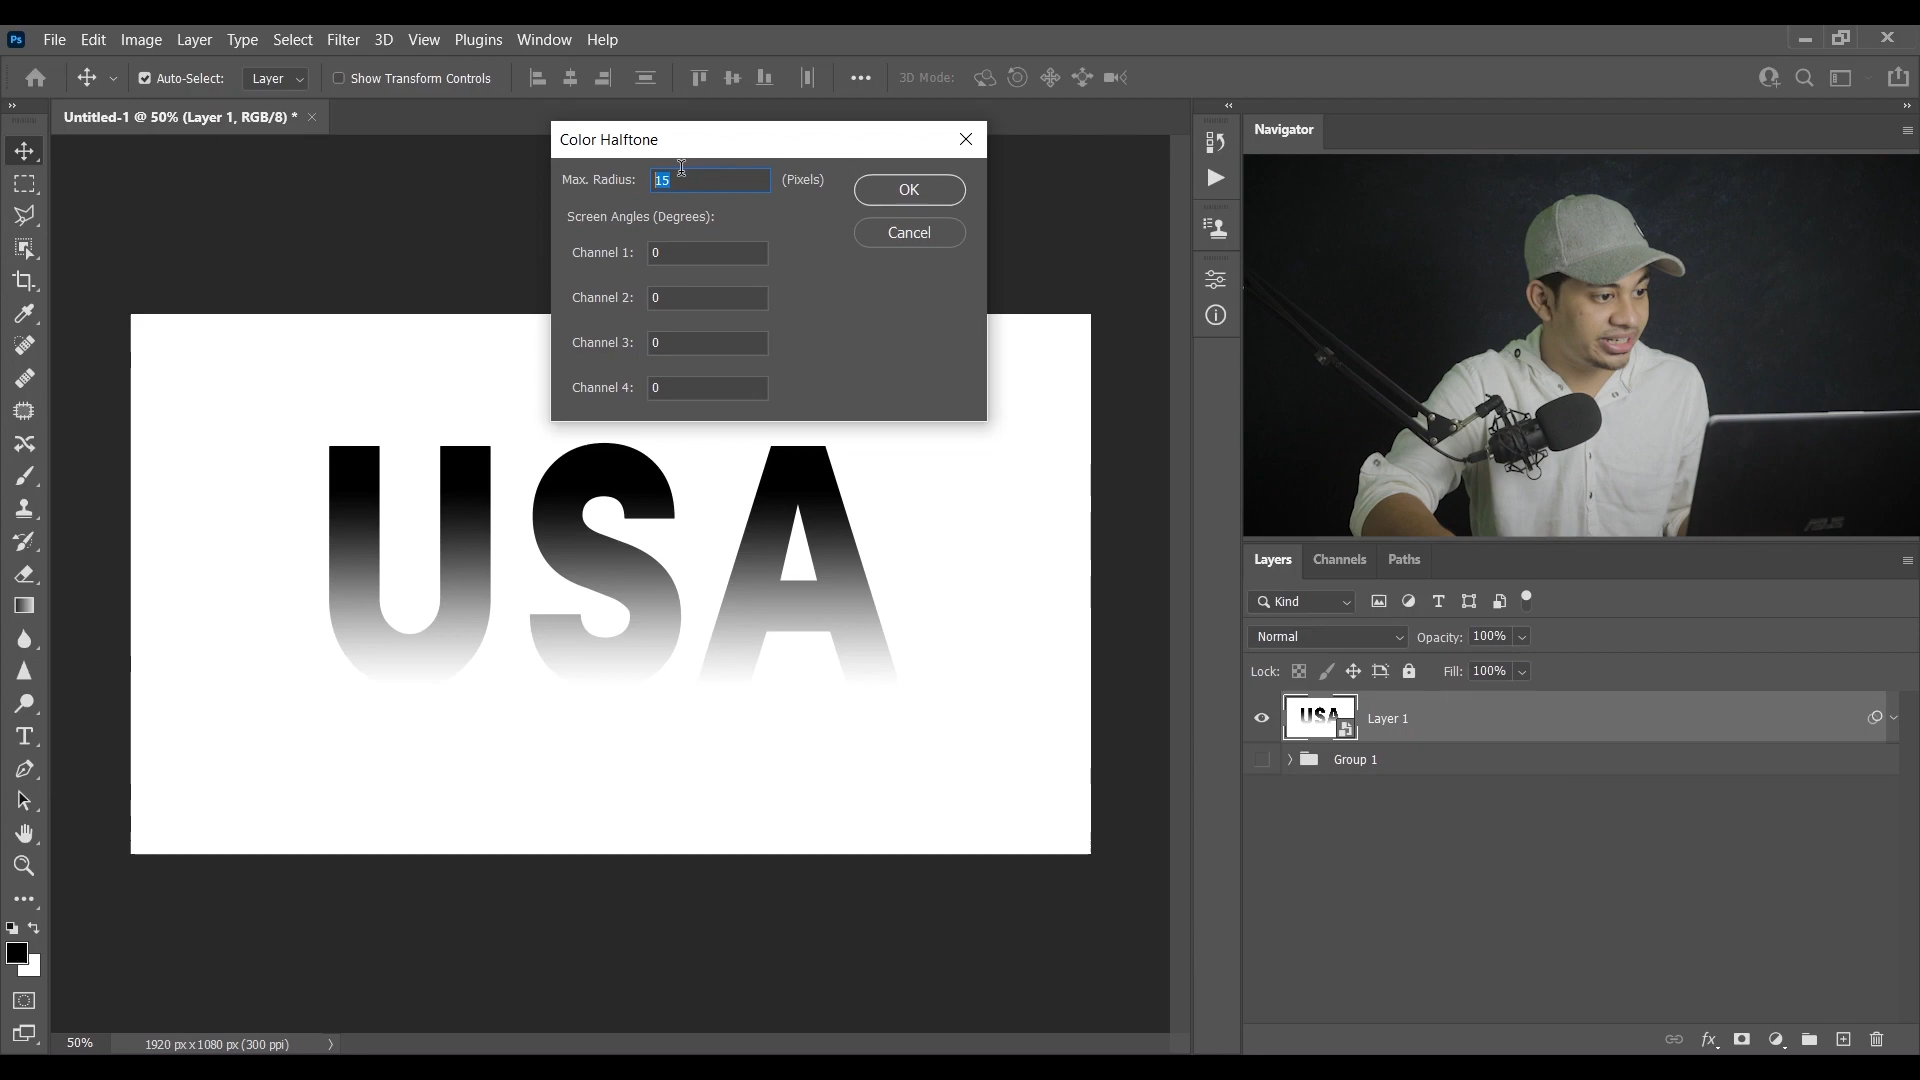 Ps File Edit Image Layer Type Select Filter 3D View Plugins Window Help
Auto-Select: Layer Show Transform Controls 3D Mode:
Untitled-1 @ 50% (Layer 1, RGB/8) *
Color Halftone
Max. Radius: 15 (Pixels)
OK
Screen Angles (Degrees):
Cancel
Channel 1: 0
Channel 2: 0
Channel 3: 0
Channel 4: 0
USA
50% 1920 px x 1080 px (300 ppi)
Navigator
ASUS
Layers Channels Paths
Kind
Normal Opacity: 100%
Lock: Fill: 100%
USA Layer 1
Group 1
fx